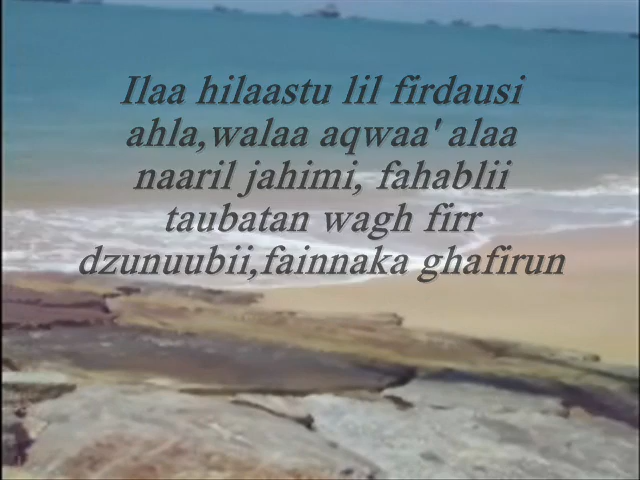 Ilaa hilaastu lil firdausi
ahla,walaa aqwaa' alaa
naaril jahimi, fahablii
taubatan wagh firr
dzunuubii,fainnaka ghafirun